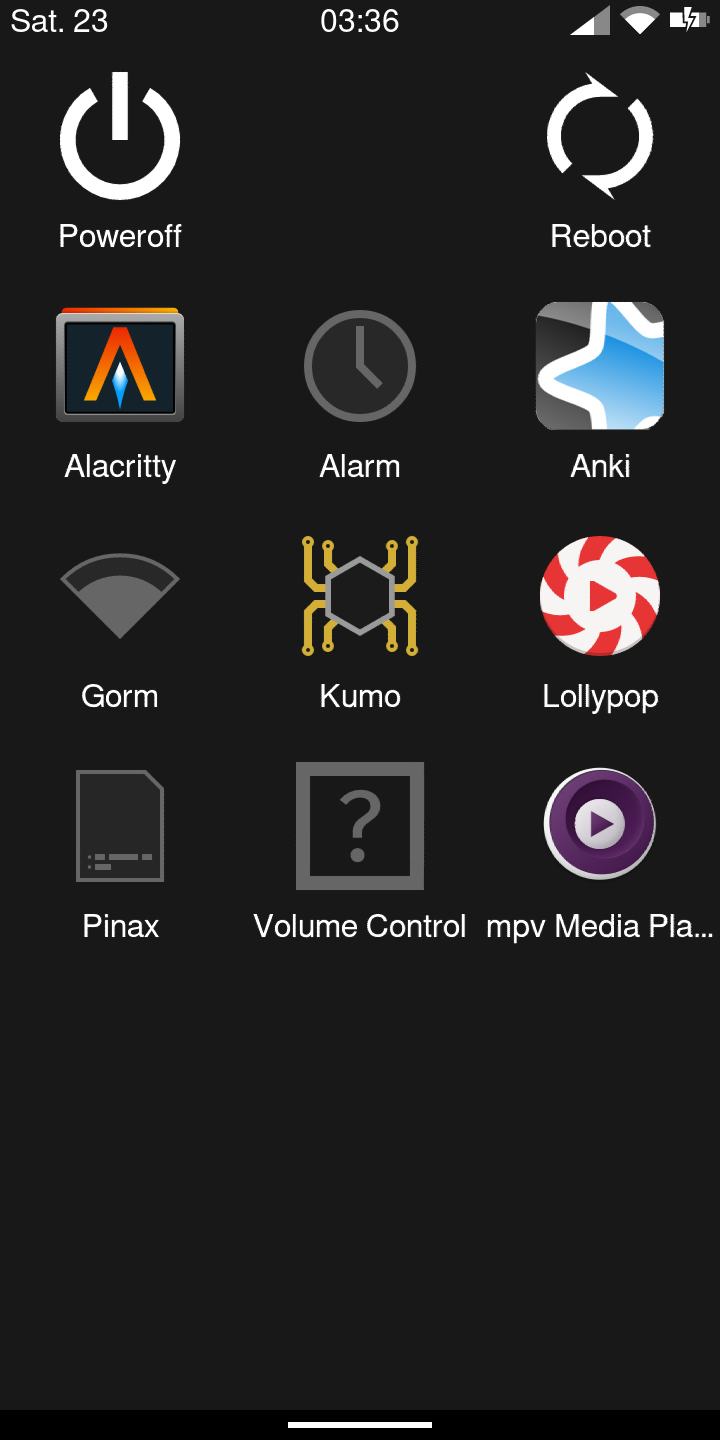 Sat. 23 03:36
Poweroff Reboot
Alacritty Alarm Anki
Gorm Kumo Lollypop
Pinax Volume Control mpv Media Pla...